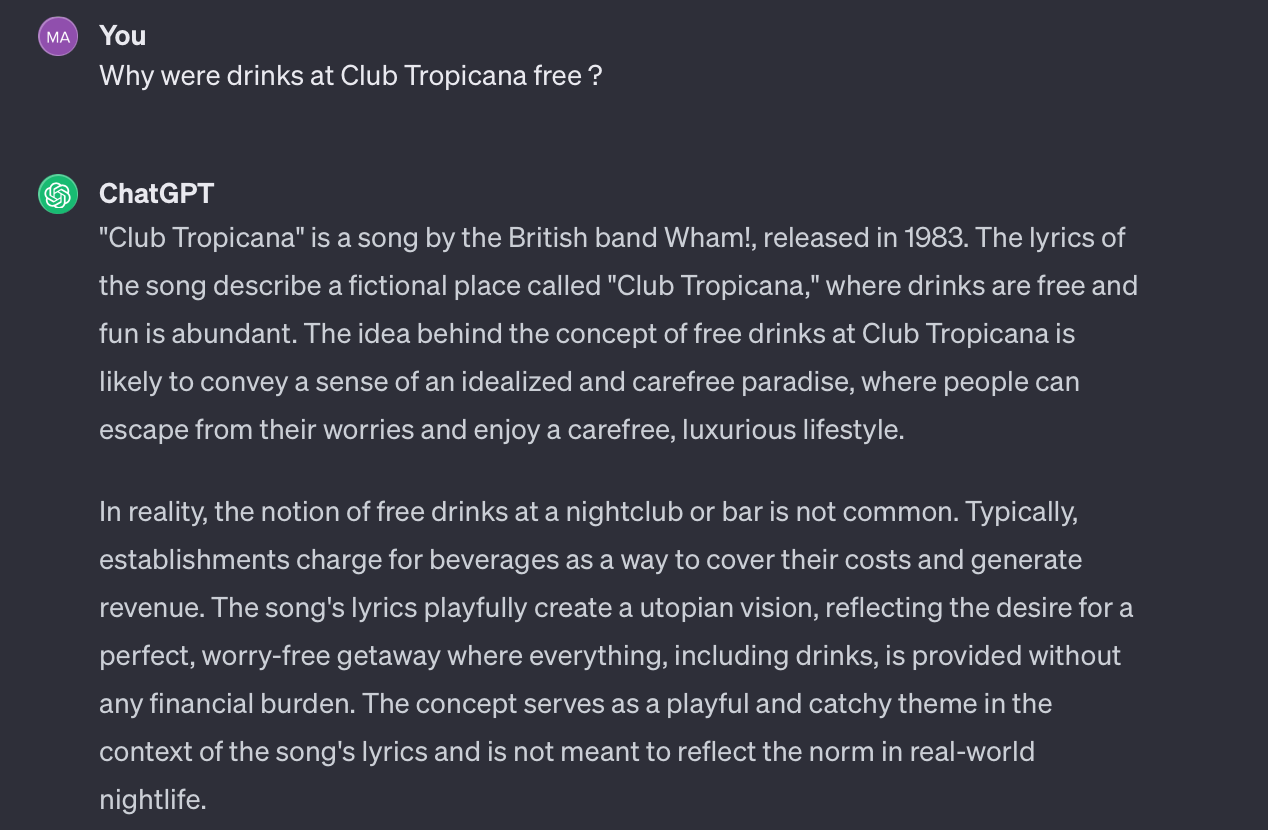 MA
You
Why were drinks at Club Tropicana free ?
ChatGPT
"Club Tropicana" is a song by the British band Wham!, released in 1983. The lyrics of
the song describe a fictional place called "Club Tropicana," where drinks are free and
fun is abundant. The idea behind the concept of free drinks at Club Tropicana is
likely to convey a sense of an idealized and carefree paradise, where people can
escape from their worries and enjoy a carefree, luxurious lifestyle.
In reality, the notion of free drinks at a nightclub or bar is not common. Typically,
establishments charge for beverages as a way to cover their costs and generate
revenue. The song's lyrics playfully create a utopian vision, reflecting the desire for a
perfect, worry-free getaway where everything, including drinks, is provided without
any financial burden. The concept serves as a playful and catchy theme in the
context of the song's lyrics and is not meant to reflect the norm in real-world
nightlife.